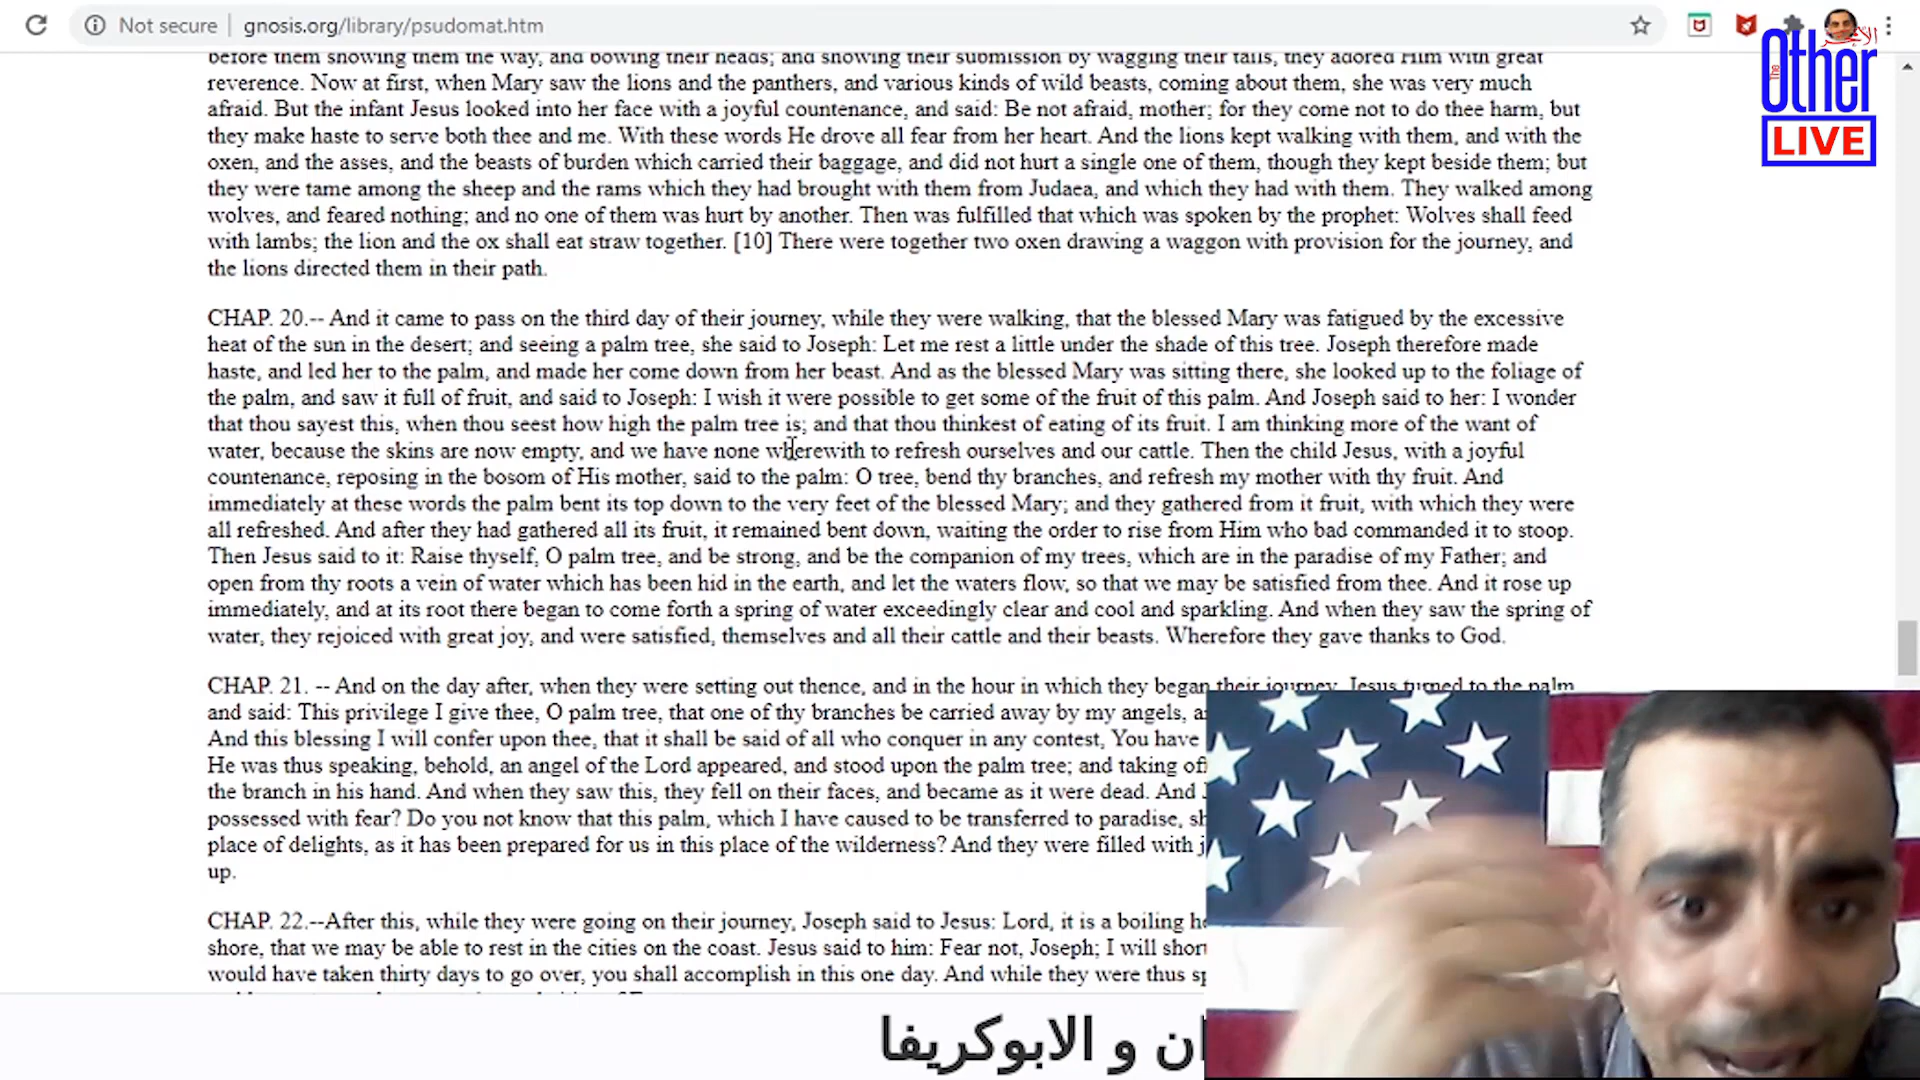 Not secure | gnosis.org/library/psudomat.htm
الآخر
The Other
LIVE
before them showing them the way, and bowing their heads; and showing their submission by wagging their tails, they adored Him with great
reverence. Now at first, when Mary saw the lions and the panthers, and various kinds of wild beasts, coming about them, she was very much
afraid. But the infant Jesus looked into her face with a joyful countenance, and said: Be not afraid, mother; for they come not to do thee harm, but
they make haste to serve both thee and me. With these words He drove all fear from her heart. And the lions kept walking with them, and with the
oxen, and the asses, and the beasts of burden which carried their baggage, and did not hurt a single one of them, though they kept beside them; but
they were tame among the sheep and the rams which they had brought with them from Judaea, and which they had with them. They walked among
wolves, and feared nothing; and no one of them was hurt by another. Then was fulfilled that which was spoken by the prophet: Wolves shall feed
with lambs; the lion and the ox shall eat straw together. [10] There were together two oxen drawing a waggon with provision for the journey, and
the lions directed them in their path.
CHAP. 20.-- And it came to pass on the third day of their journey, while they were walking, that the blessed Mary was fatigued by the excessive
heat of the sun in the desert; and seeing a palm tree, she said to Joseph: Let me rest a little under the shade of this tree. Joseph therefore made
haste, and led her to the palm, and made her come down from her beast. And as the blessed Mary was sitting there, she looked up to the foliage of
the palm, and saw it full of fruit, and said to Joseph: I wish it were possible to get some of the fruit of this palm. And Joseph said to her: I wonder
that thou sayest this, when thou seest how high the palm tree is; and that thou thinkest of eating of its fruit. I am thinking more of the want of
water, because the skins are now empty, and we have none wherewith to refresh ourselves and our cattle. Then the child Jesus, with a joyful
countenance, reposing in the bosom of His mother, said to the palm: O tree, bend thy branches, and refresh my mother with thy fruit. And
immediately at these words the palm bent its top down to the very feet of the blessed Mary; and they gathered from it fruit, with which they were
all refreshed. And after they had gathered all its fruit, it remained bent down, waiting the order to rise from Him who bad commanded it to stoop.
Then Jesus said to it: Raise thyself, O palm tree, and be strong, and be the companion of my trees, which are in the paradise of my Father; and
open from thy roots a vein of water which has been hid in the earth, and let the waters flow, so that we may be satisfied from thee. And it rose up
immediately, and at its root there began to come forth a spring of water exceedingly clear and cool and sparkling. And when they saw the spring of
water, they rejoiced with great joy, and were satisfied, themselves and all their cattle and their beasts. Wherefore they gave thanks to God.
CHAP. 21. -- And on the day after, when they were setting out thence, and in the hour in which they began their journey, Jesus turned to the palm
and said: This privilege I give thee, O palm tree, that one of thy branches be carried away by my angels,
And this blessing I will confer upon thee, that it shall be said of all who conquer in any contest, You have
He was thus speaking, behold, an angel of the Lord appeared, and stood upon the palm tree; and taking off
the branch in his hand. And when they saw this, they fell on their faces, and became as it were dead. And
possessed with fear? Do you not know that this palm, which I have caused to be transferred to paradise,
place of delights, as it has been prepared for us in this place of the wilderness? And they were filled with
up.
CHAP. 22.--After this, while they were going on their journey, Joseph said to Jesus: Lord, it is a boiling
shore, that we may be able to rest in the cities on the coast. Jesus said to him: Fear not, Joseph; I will
would have taken thirty days to go over, you shall accomplish in this one day. And while they were thus
و الابوكريفا